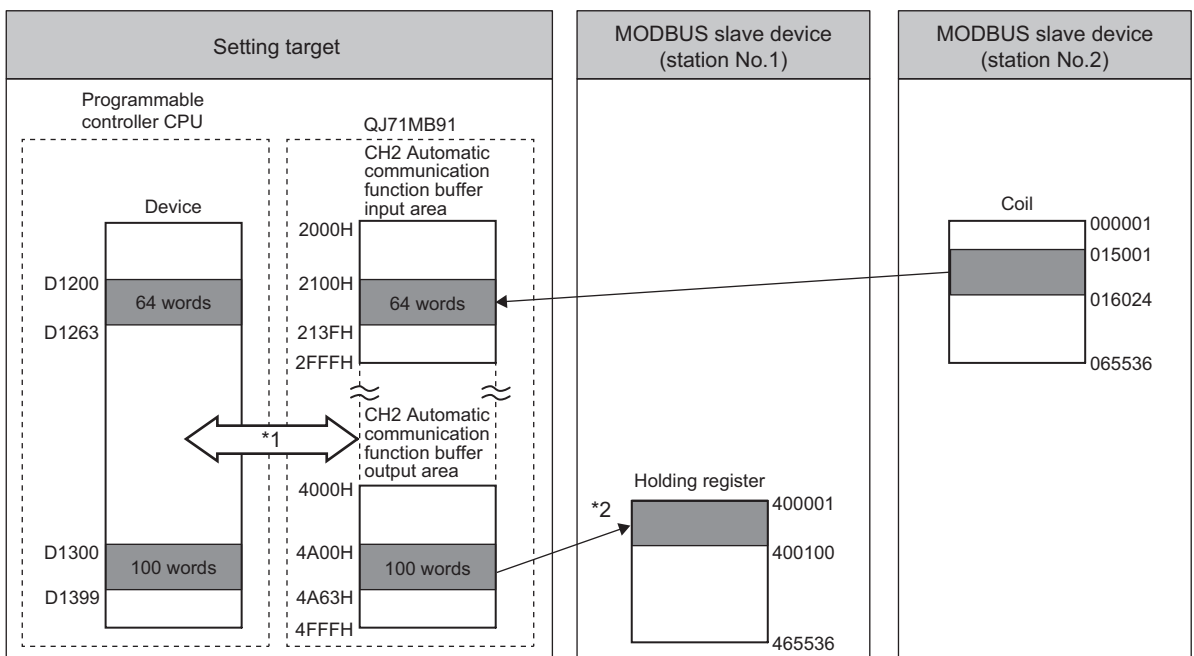 Setting target
MODBUS slave device
(station No.1)
MODBUS slave device
(station No.2)
Programmable
controller CPU
QJ71MB91
CH2 Automatic
communication
function buffer
input area
Device
Coil
2000H
000001
015001
D1200
2100H
64 words
64 words
016024
D1263
213FH
2FFFH
065536
CH2 Automatic
communication
function buffer
output area
*1
4000H
Holding register
*2
400001
D1300
4A00H
400100
100 words
100 words
D1399
4A63H
4FFFH
465536